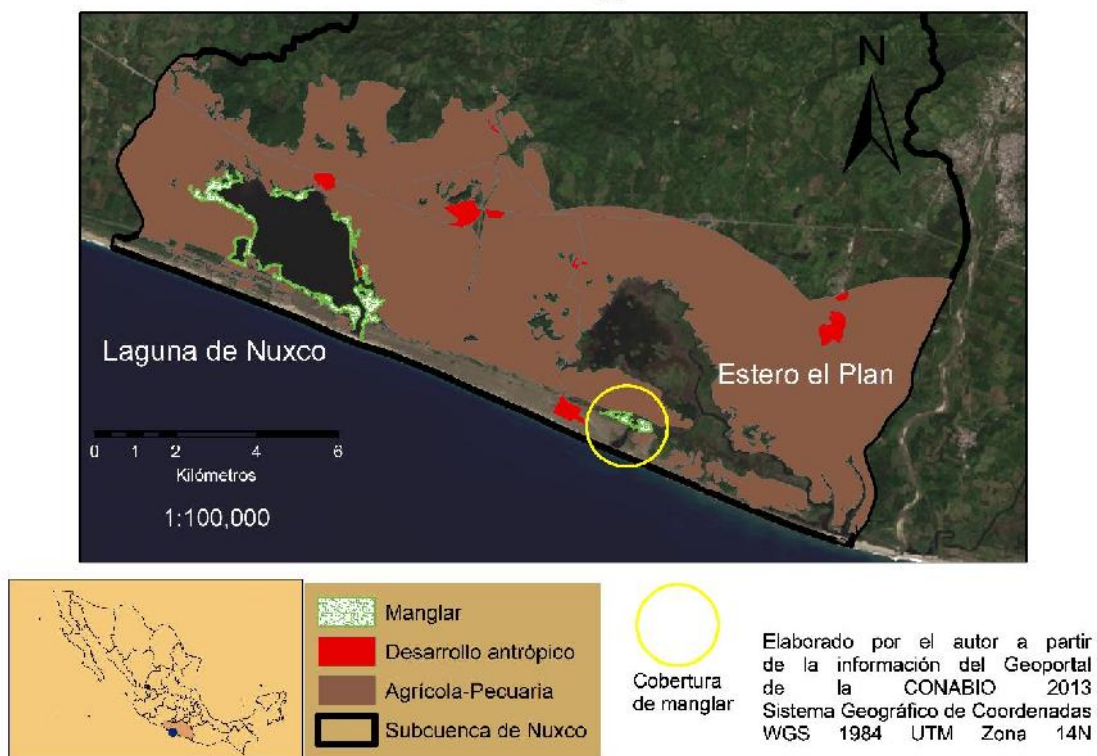 N
Laguna de Nuxco
Estero el Plan
0 1 2 4 6
Kilómetros
1:100,000
Manglar
Desarrollo antrópico
Agrícola-Pecuaria
Subcuenca de Nuxco
Cobertura
de manglar
Elaborado por el autor a partir
de la información del Geoportal
de la CONABIO 2013
Sistema Geográfico de Coordenadas
WGS 1984 UTM Zona 14N